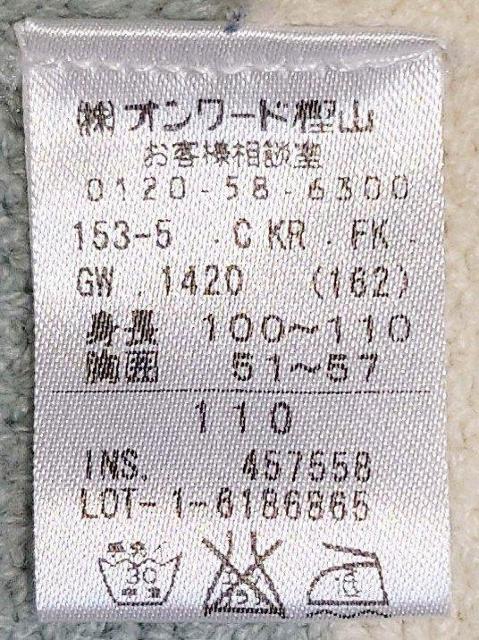 ㈱オンワード樫山
お客様相談室
0120-58-6300
153-5 . C KR . FK .
GW . 1420 (162)
身長 100~110
胸囲 51~57
110
INS. 457558
LOT-1-6186865
30